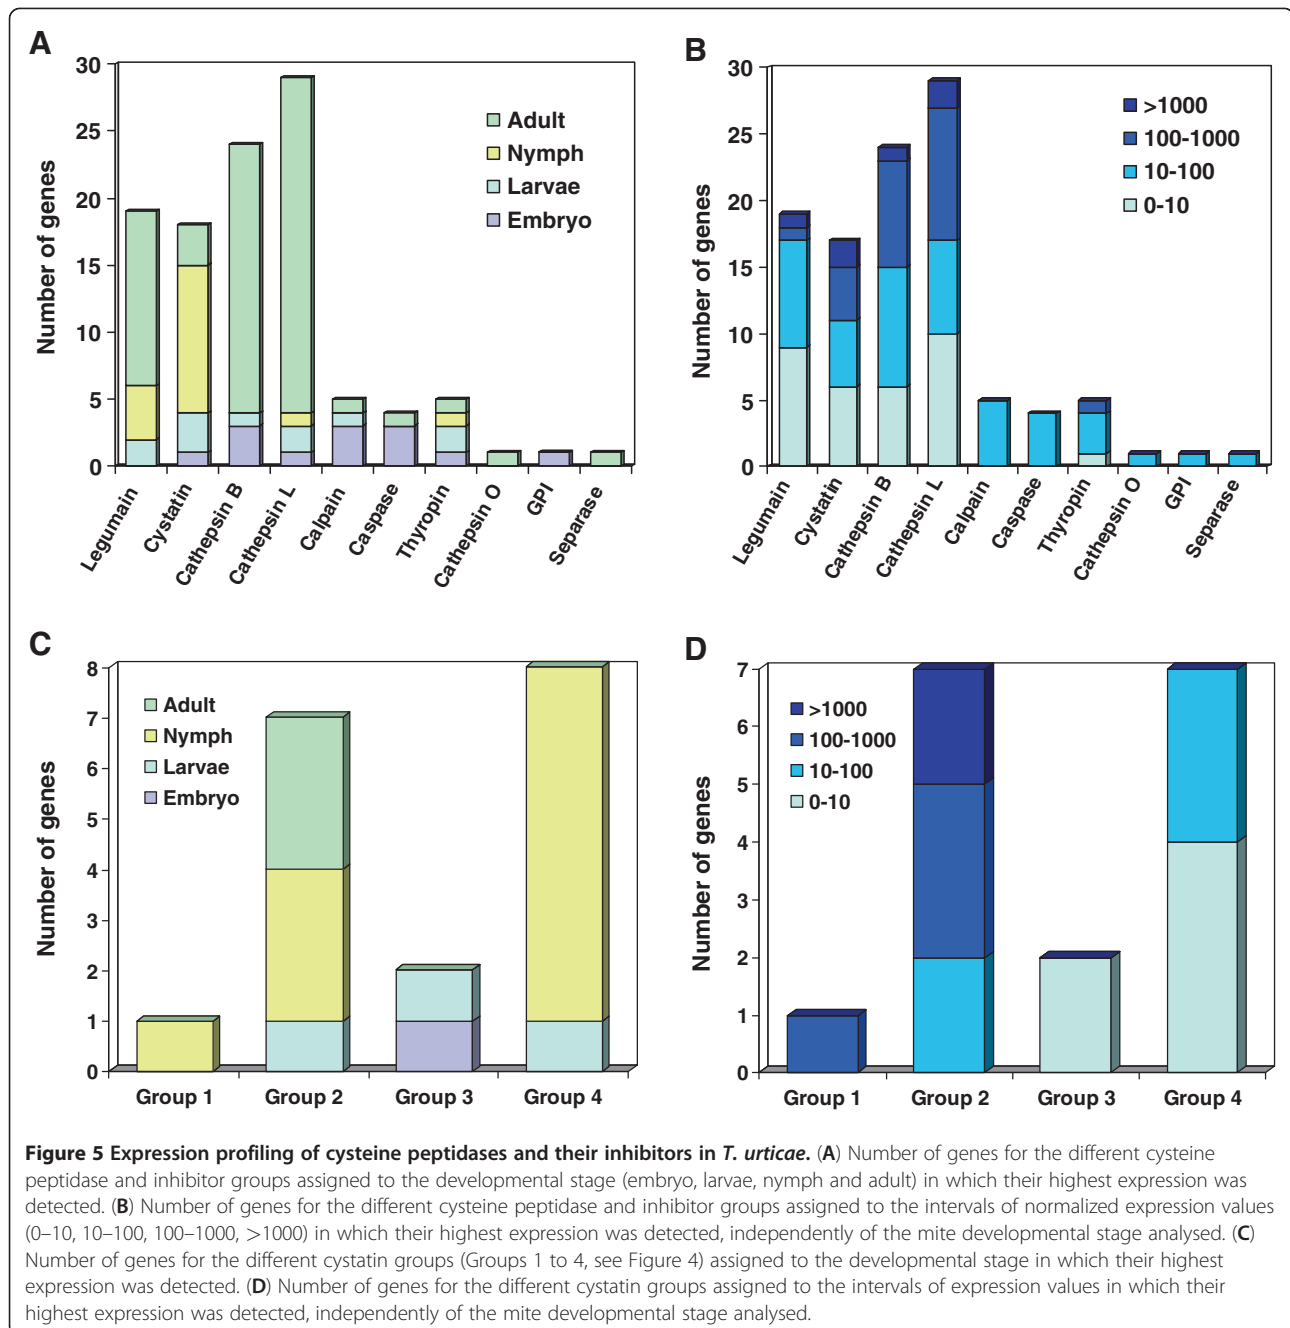 A
Number of genes
30
25
20
15
10
5
0
Adult
Nymph
Larvae
Embryo
Legumain
Cystatin
Cathepsin B
Cathepsin L
Calpain
Caspase
Thyropin
Cathepsin O
GPI
Separase
B
Number of genes
30
25
20
15
10
5
0
>1000
100-1000
10-100
0-10
Legumain
Cystatin
Cathepsin B
Cathepsin L
Calpain
Caspase
Thyropin
Cathepsin O
GPI
Separase
C
Number of genes
8
7
6
5
4
3
2
1
0
Adult
Nymph
Larvae
Embryo
Group 1
Group 2
Group 3
Group 4
D
Number of genes
7
6
5
4
3
2
1
0
>1000
100-1000
10-100
0-10
Group 1
Group 2
Group 3
Group 4
Figure 5 Expression profiling of cysteine peptidases and their inhibitors in T. urticae. (A) Number of genes for the different cysteine
peptidase and inhibitor groups assigned to the developmental stage (embryo, larvae, nymph and adult) in which their highest expression was
detected. (B) Number of genes for the different cysteine peptidase and inhibitor groups assigned to the intervals of normalized expression values
(0–10, 10–100, 100–1000, >1000) in which their highest expression was detected, independently of the mite developmental stage analysed. (C)
Number of genes for the different cystatin groups (Groups 1 to 4, see Figure 4) assigned to the developmental stage in which their highest
expression was detected. (D) Number of genes for the different cystatin groups assigned to the intervals of expression values in which their
highest expression was detected, independently of the mite developmental stage analysed.